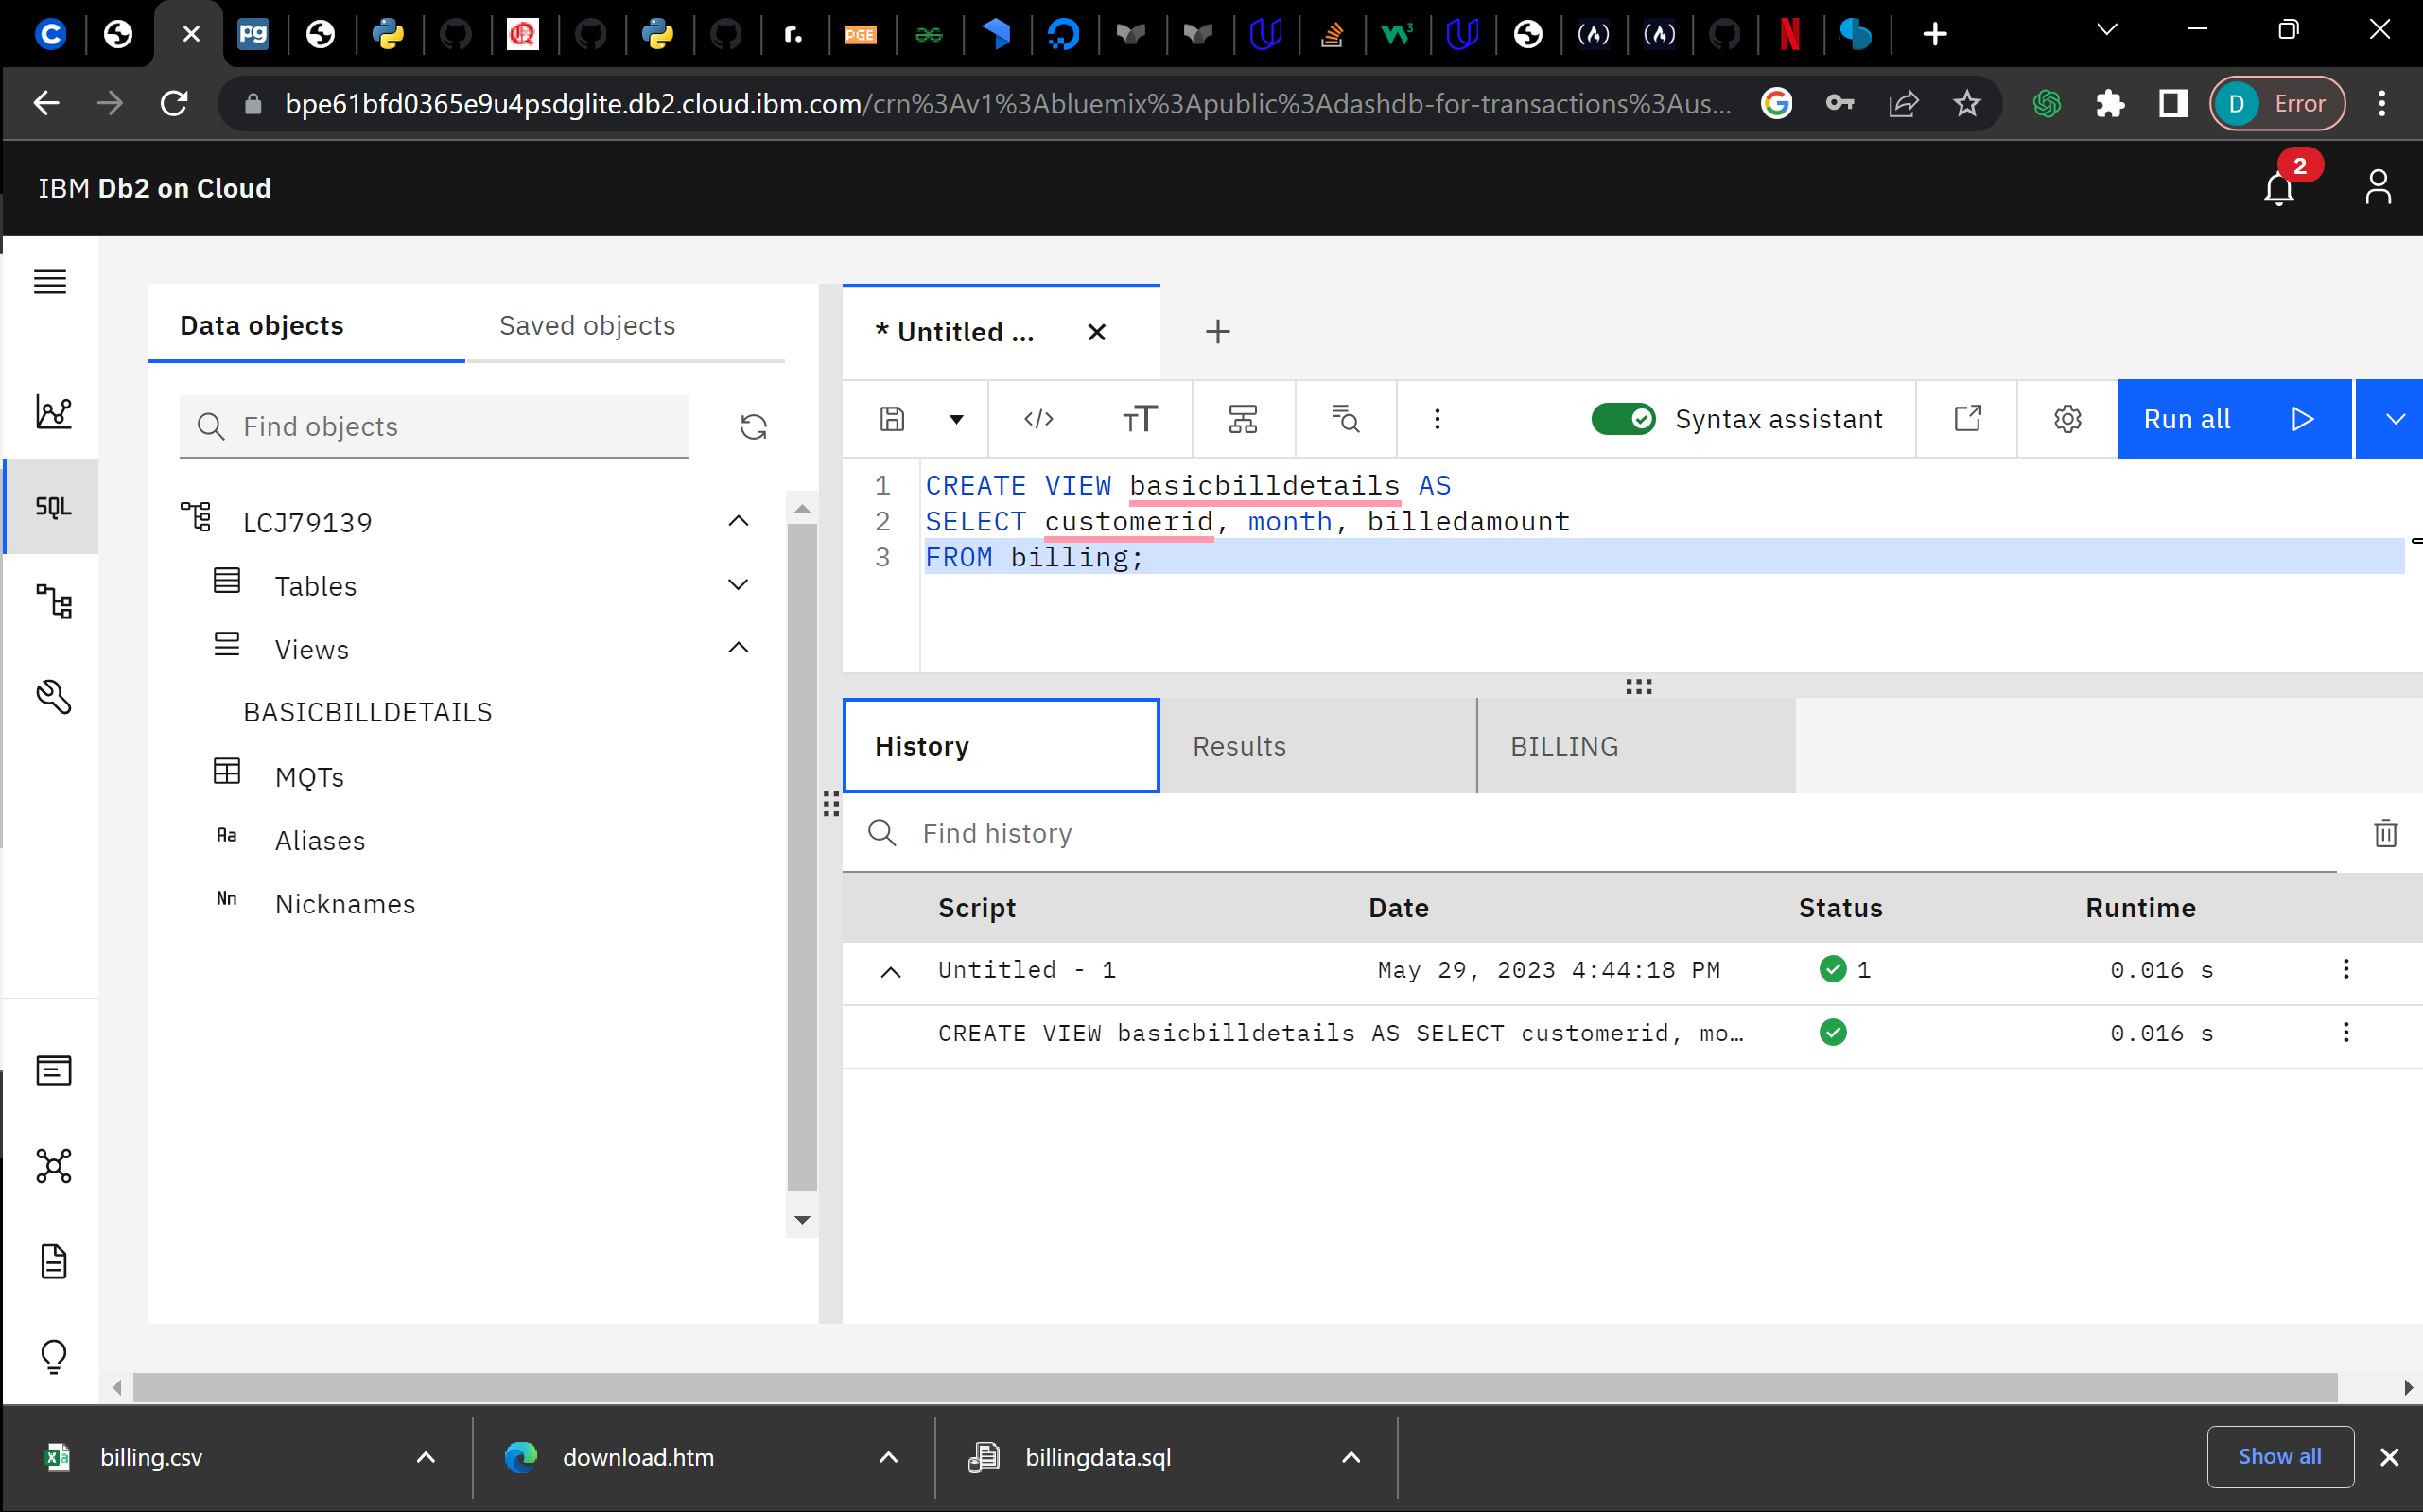 bpe61bfd0365e9u4psdglite.db2.cloud.ibm.com/crn%3Av1%3Abluemix%3Apublic%3Adashdb-for-transactions%3Aus...
D Error
IBM Db2 on Cloud
2
Data objects
Saved objects
* Untitled ...
Find objects
Syntax assistant
Run all
SQL
LCJ79139
Tables
Views
BASICBILLDETAILS
MQTs
Aa Aliases
Nn Nicknames
1 CREATE VIEW basicbilldetails AS
2 SELECT customerid, month, billedamount
3 FROM billing;
History
Results
BILLING
Find history
Script Date Status Runtime
Untitled - 1 May 29, 2023 4:44:18 PM 1 0.016 s
CREATE VIEW basicbilldetails AS SELECT customerid, mo... 0.016 s
billing.csv
download.htm
billingdata.sql
Show all